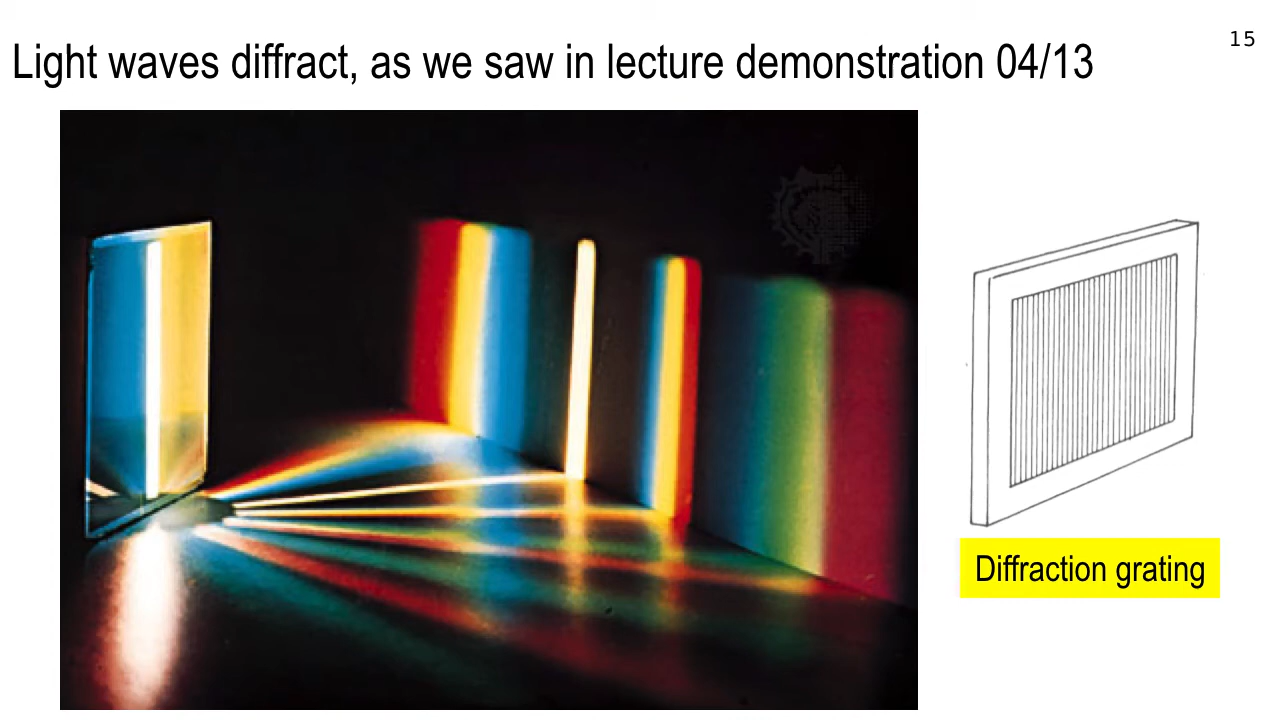 Light waves diffract, as we saw in lecture demonstration 04/13
15
Diffraction grating